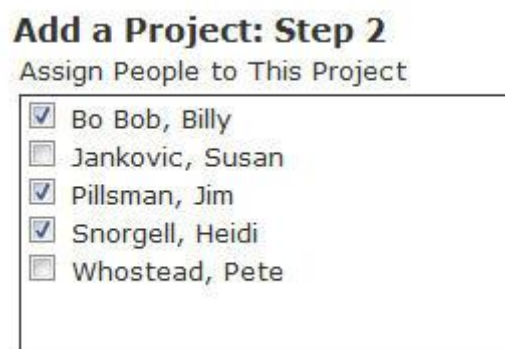 Add a Project: Step 2
Assign People to This Project
Bo Bob, Billy
Jankovic, Susan
Pillsman, Jim
Snorgell, Heidi
Whostead, Pete